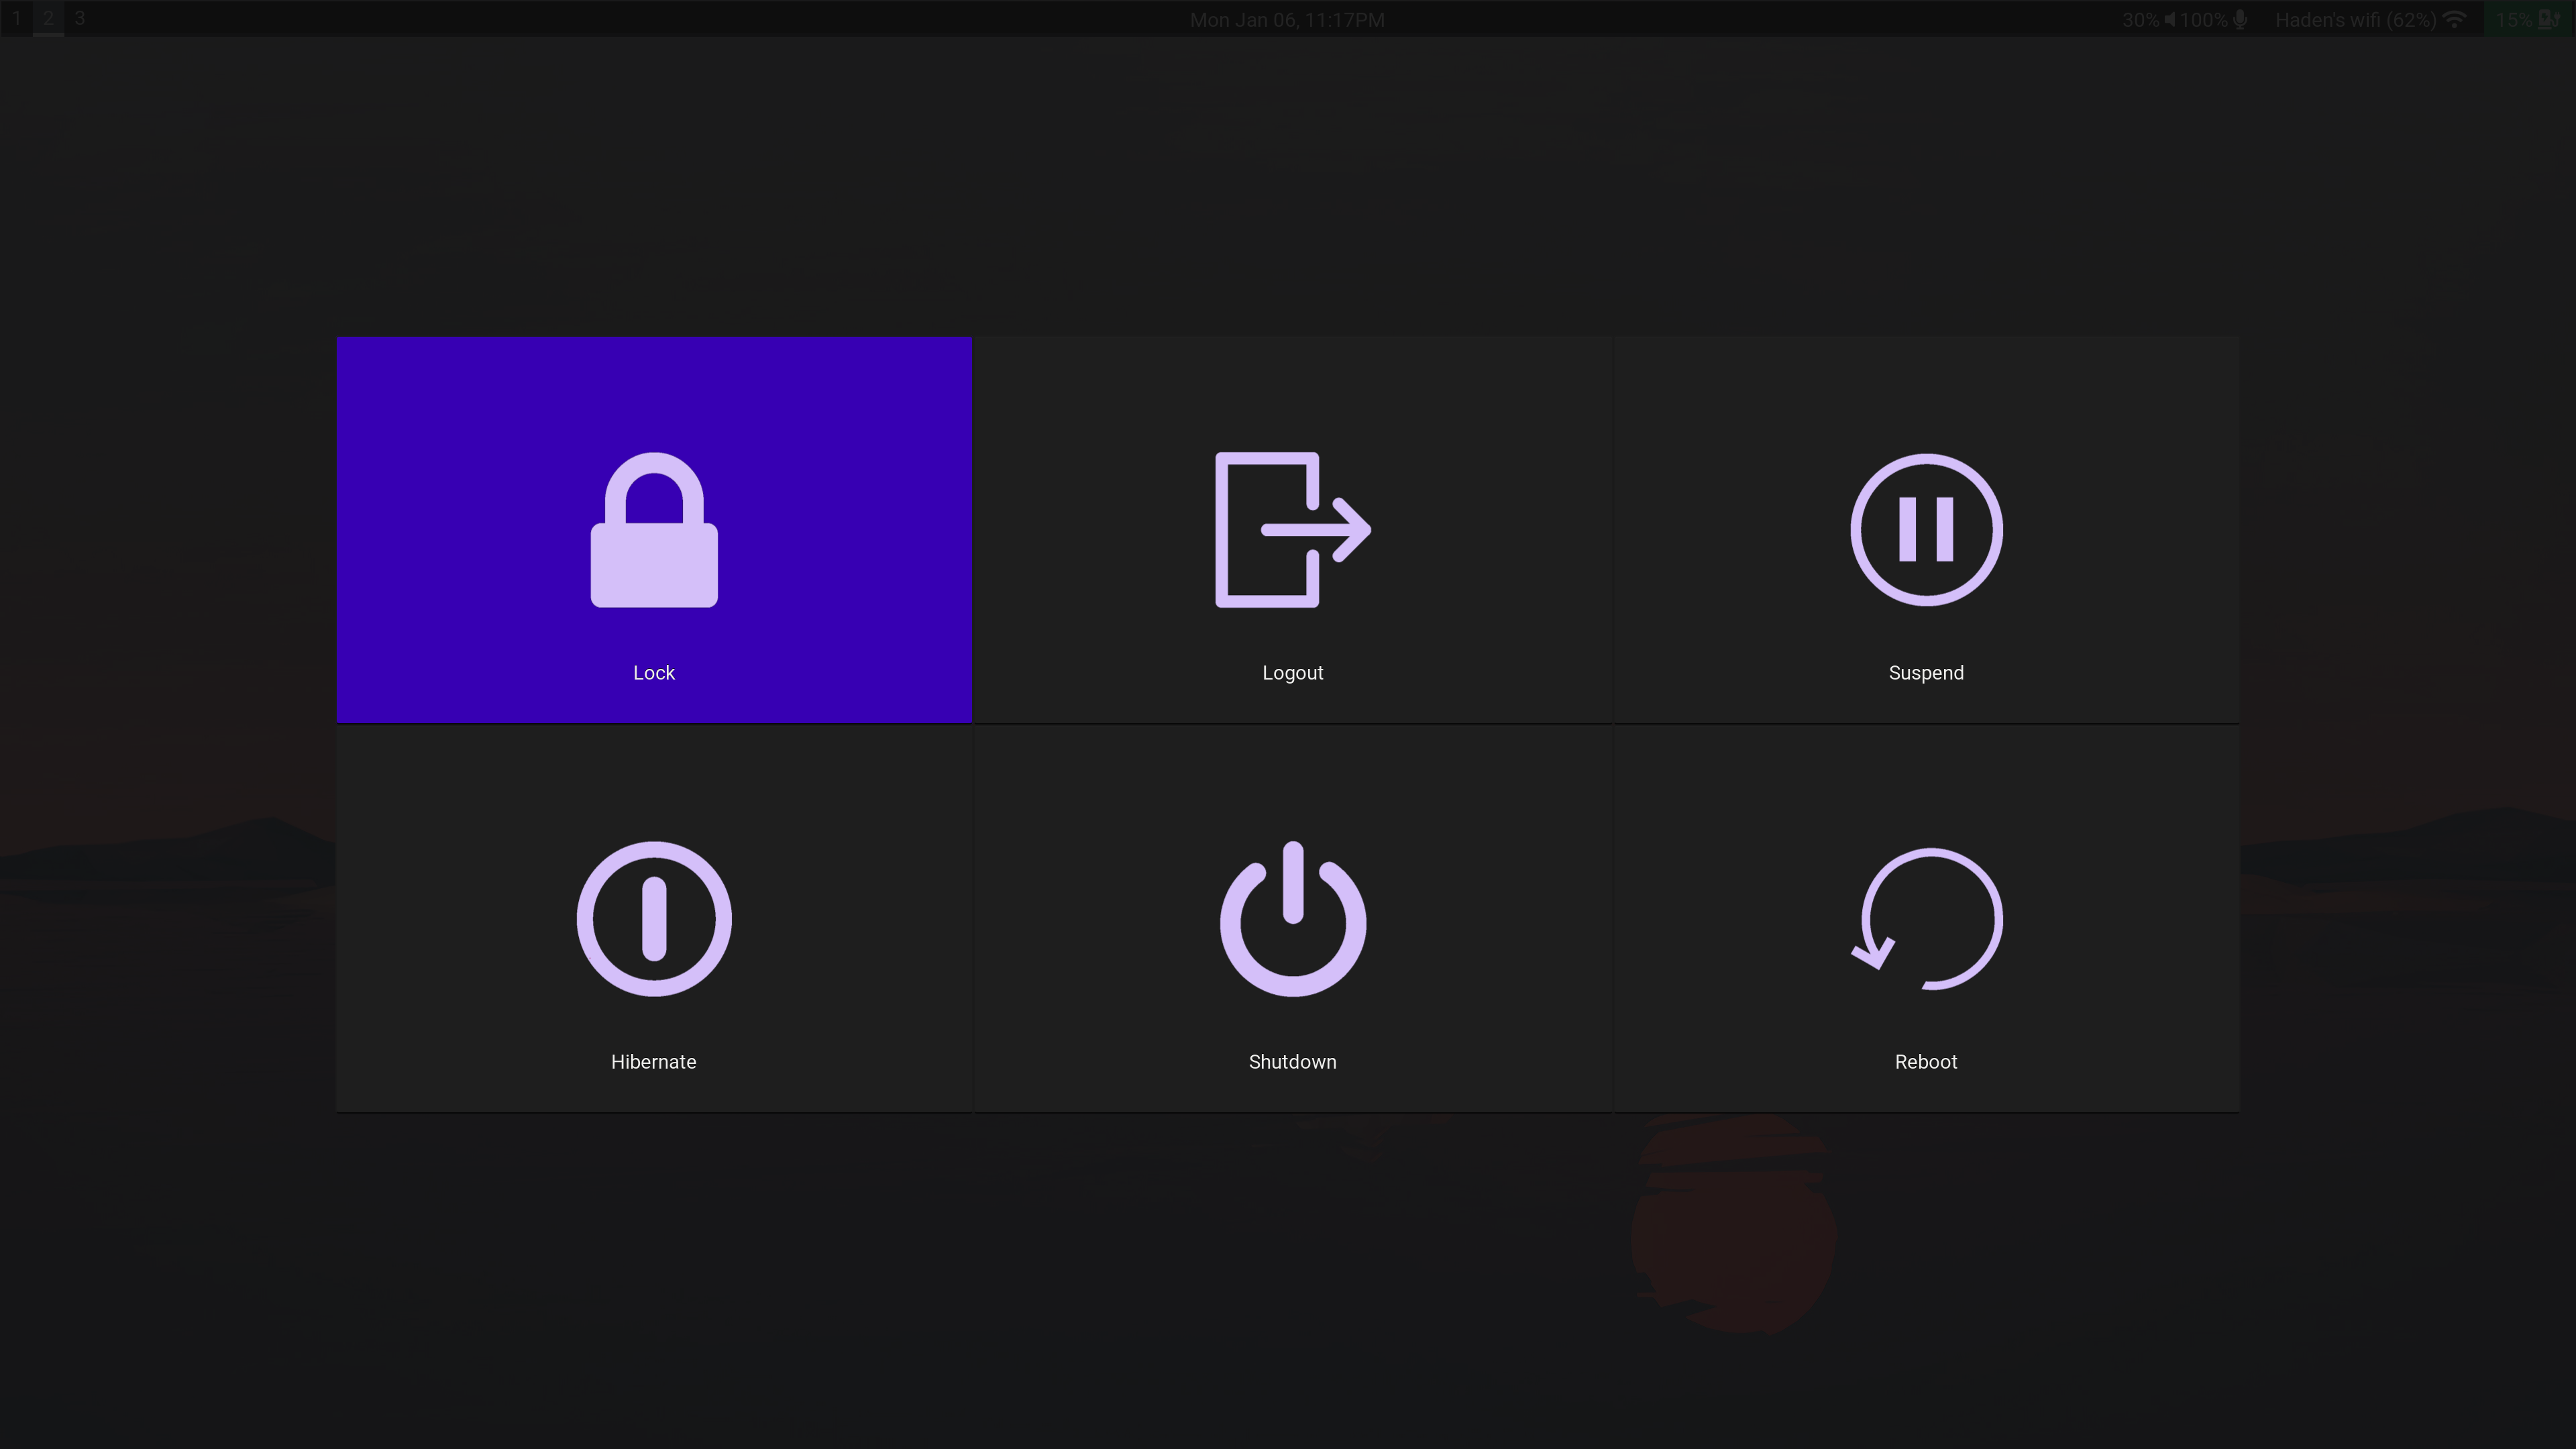 1 2 3 Mon Jan 06, 11:17PM 30% 100% Haden's wifi (62%) 15%
Lock Logout Suspend
Hibernate Shutdown Reboot